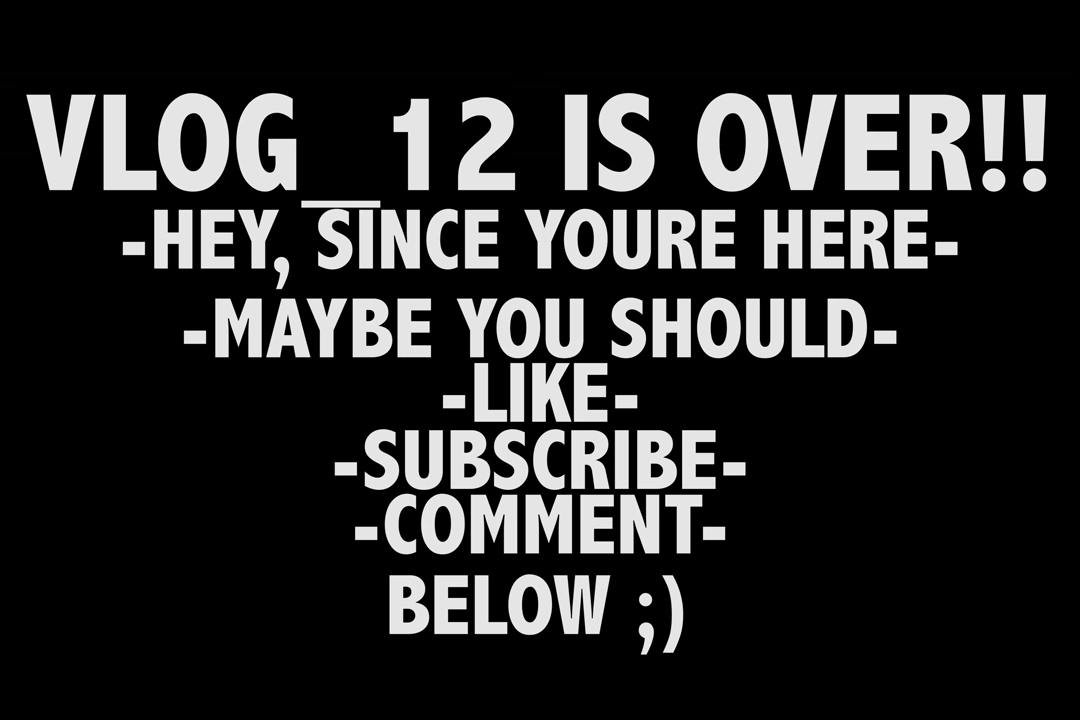 VLOG_12 IS OVER!!
-HEY, SINCE YOURE HERE-
-MAYBE YOU SHOULD-
-LIKE-
-SUBSCRIBE-
-COMMENT-
BELOW ;)